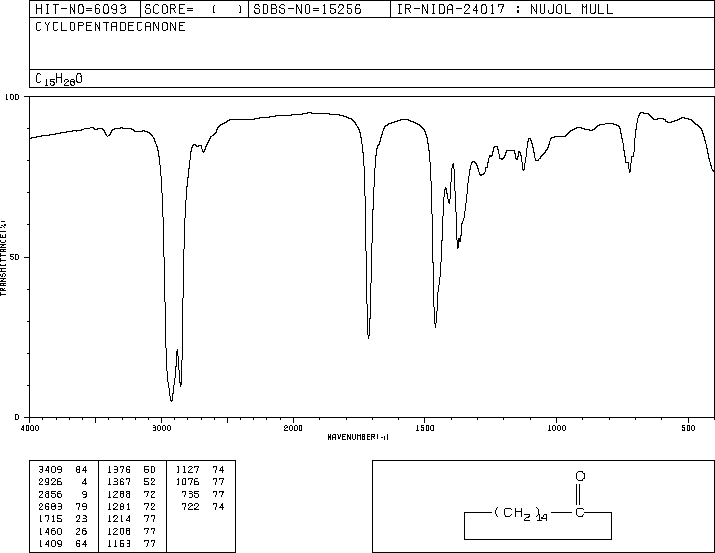 HIT-NO=6093 SCORE= ( ) SDBS-NO=15256 IR-NIDA-24017 : NUJOL MULL
CYCLOPENTADECANONE
C15H28O
100
50
0
TRANSMITTANCE(%)
4000 3000 2000 1500 1000 500
WAVENUMBER(-1)
3409 84 1376 50 1127 74
2926 4 1367 52 1076 77
2856 9 1288 72 735 77
2683 79 1281 72 722 74
1715 23 1214 77
1460 26 1208 77
1409 64 1153 77
O
(CH2)14 C